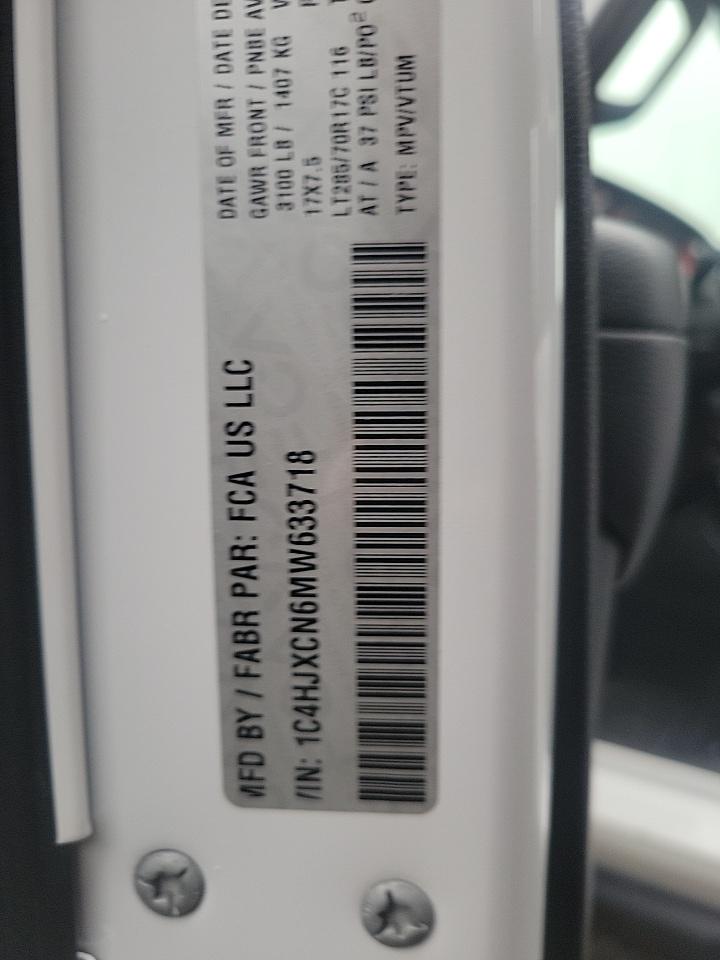 MFD BY / FABR PAR: FCA US LLC
VIN: 1C4HJXCN6MW633718
DATE OF MFR / DATE DE
GAWR FRONT / PNBE AV
3100 LB / 1407 KG
17X7.5
LT285/70R17C 116
AT / A 37 PSI LB/PO²
TYPE: MPV/VTUM